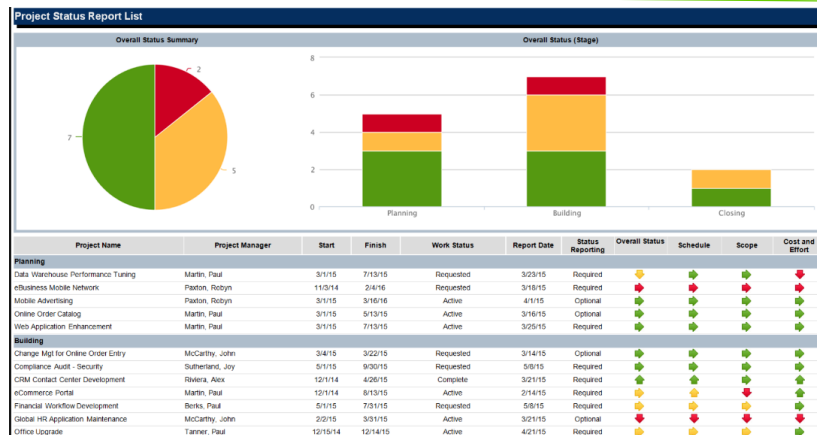 Project Status Report List
Overall Status Summary
Overall Status (Stage)
2
7
5
8
6
4
2
0
Planning
Building
Closing
Project Name Project Manager Start Finish Work Status Report Date Status Reporting Overall Status Schedule Scope Cost and Effort
Planning
Data Warehouse Performance Tuning Martin, Paul 3/1/15 7/13/15 Requested 3/23/15 Required
eBusiness Mobile Network Paxton, Robyn 11/3/14 2/4/16 Requested 3/18/15 Required
Mobile Advertising Paxton, Robyn 3/1/15 3/16/16 Active 4/1/15 Optional
Online Order Catalog Martin, Paul 3/1/15 5/13/15 Active 3/16/15 Optional
Web Application Enhancement Martin, Paul 3/1/15 7/13/15 Active 3/25/15 Required
Building
Change Mgt for Online Order Entry McCarthy, John 3/4/15 3/22/15 Requested 3/14/15 Optional
Compliance Audit - Security Sutherland, Joy 5/1/15 9/30/15 Requested 5/8/15 Required
CRM Contact Center Development Riviera, Alex 12/1/14 4/26/15 Complete 3/21/15 Required
eCommerce Portal Martin, Paul 12/1/14 8/13/15 Active 2/14/15 Required
Financial Workflow Development Berks, Paul 5/1/15 7/31/15 Requested 5/8/15 Required
Global HR Application Maintenance McCarthy, John 2/2/15 3/31/15 Active 3/21/15 Optional
Office Upgrade Tanner, Paul 12/15/14 12/14/15 Active 4/21/15 Required